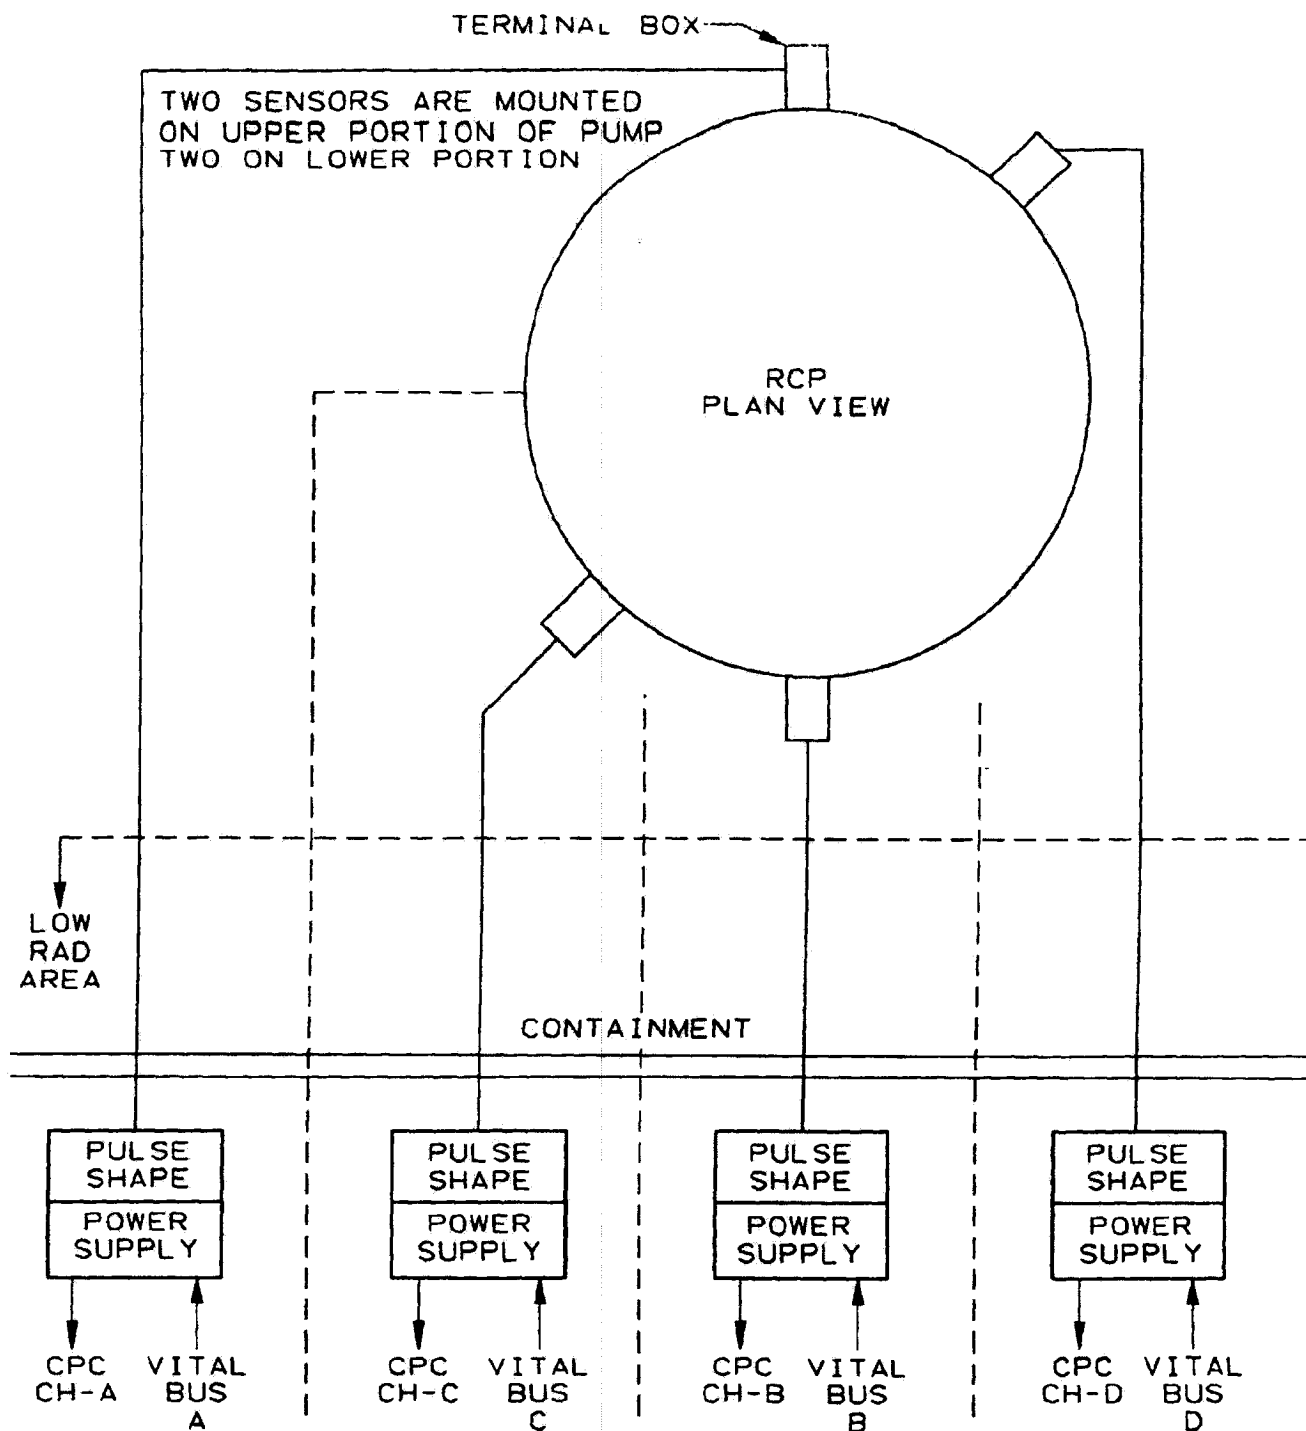 TERMINAL BOX
TWO SENSORS ARE MOUNTED
ON UPPER PORTION OF PUMP
TWO ON LOWER PORTION
RCP
PLAN VIEW
LOW
RAD
AREA
CONTAINMENT
PULSE
SHAPE
POWER
SUPPLY
PULSE
SHAPE
POWER
SUPPLY
PULSE
SHAPE
POWER
SUPPLY
PULSE
SHAPE
POWER
SUPPLY
CPC
CH-A
VITAL
BUS
A
CPC
CH-C
VITAL
BUS
C
CPC
CH-B
VITAL
BUS
B
CPC
CH-D
VITAL
BUS
D